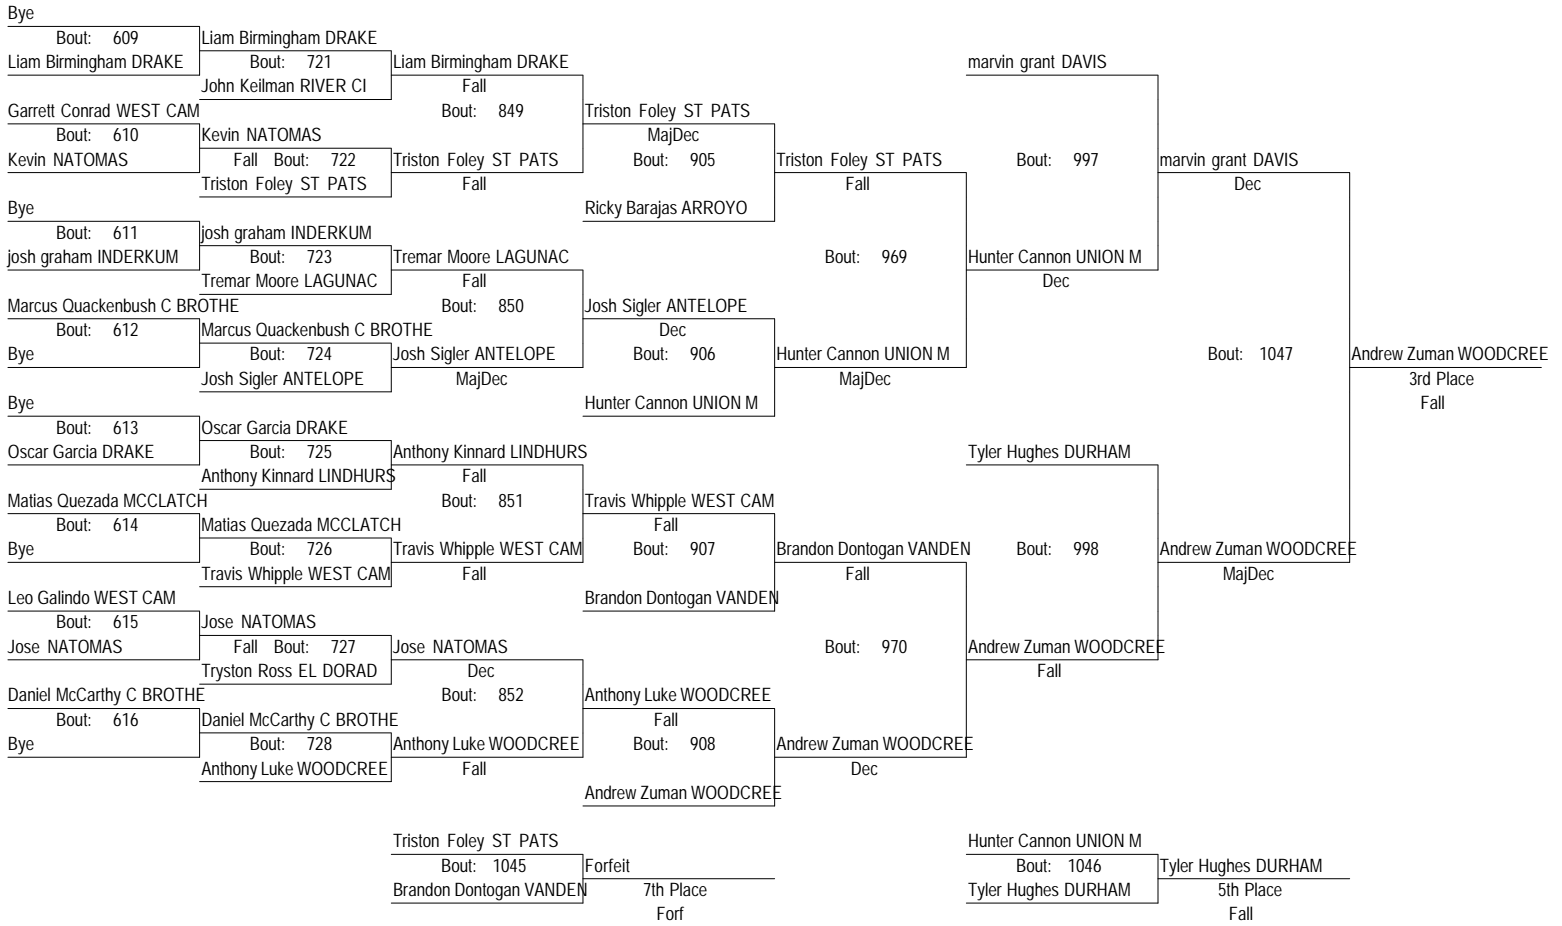 Bye
Bout: 609 Liam Birmingham DRAKE
Liam Birmingham DRAKE Bout: 721 Liam Birmingham DRAKE marvin grant DAVIS
John Keilman RIVER CI Fall
Garrett Conrad WEST CAM Bout: 849 Triston Foley ST PATS
Bout: 610 Kevin NATOMAS MajDec
Kevin NATOMAS Fall Bout: 722 Triston Foley ST PATS Bout: 905 Triston Foley ST PATS Bout: 997 marvin grant DAVIS
Triston Foley ST PATS Fall Fall Dec
Bye Ricky Barajas ARROYO
Bout: 611 josh graham INDERKUM
josh graham INDERKUM Bout: 723 Tremar Moore LAGUNAC Bout: 969 Hunter Cannon UNION M
Tremar Moore LAGUNAC Fall Dec
Marcus Quackenbush C BROTHE Bout: 850 Josh Sigler ANTELOPE
Bout: 612 Marcus Quackenbush C BROTHE Dec
Bye Bout: 724 Josh Sigler ANTELOPE Bout: 906 Hunter Cannon UNION M Bout: 1047 Andrew Zuman WOODCREE
Josh Sigler ANTELOPE MajDec MajDec 3rd Place
Bye Hunter Cannon UNION M Fall
Bout: 613 Oscar Garcia DRAKE
Oscar Garcia DRAKE Bout: 725 Anthony Kinnard LINDHURS Tyler Hughes DURHAM
Anthony Kinnard LINDHURS Fall
Matias Quezada MCCLATCH Bout: 851 Travis Whipple WEST CAM
Bout: 614 Matias Quezada MCCLATCH Fall
Bye Bout: 726 Travis Whipple WEST CAM Bout: 907 Brandon Dontogan VANDEN Bout: 998 Andrew Zuman WOODCREE
Travis Whipple WEST CAM Fall Fall MajDec
Leo Galindo WEST CAM Brandon Dontogan VANDEN
Bout: 615 Jose NATOMAS
Jose NATOMAS Fall Bout: 727 Jose NATOMAS Bout: 970 Andrew Zuman WOODCREE
Tryston Ross EL DORAD Dec Fall
Daniel McCarthy C BROTHE Bout: 852 Anthony Luke WOODCREE
Bout: 616 Daniel McCarthy C BROTHE Fall
Bye Bout: 728 Anthony Luke WOODCREE Bout: 908 Andrew Zuman WOODCREE
Anthony Luke WOODCREE Fall Dec
Andrew Zuman WOODCREE
Triston Foley ST PATS Hunter Cannon UNION M
Bout: 1045 Forfeit Bout: 1046 Tyler Hughes DURHAM
Brandon Dontogan VANDEN 7th Place Tyler Hughes DURHAM 5th Place
Forf Fall